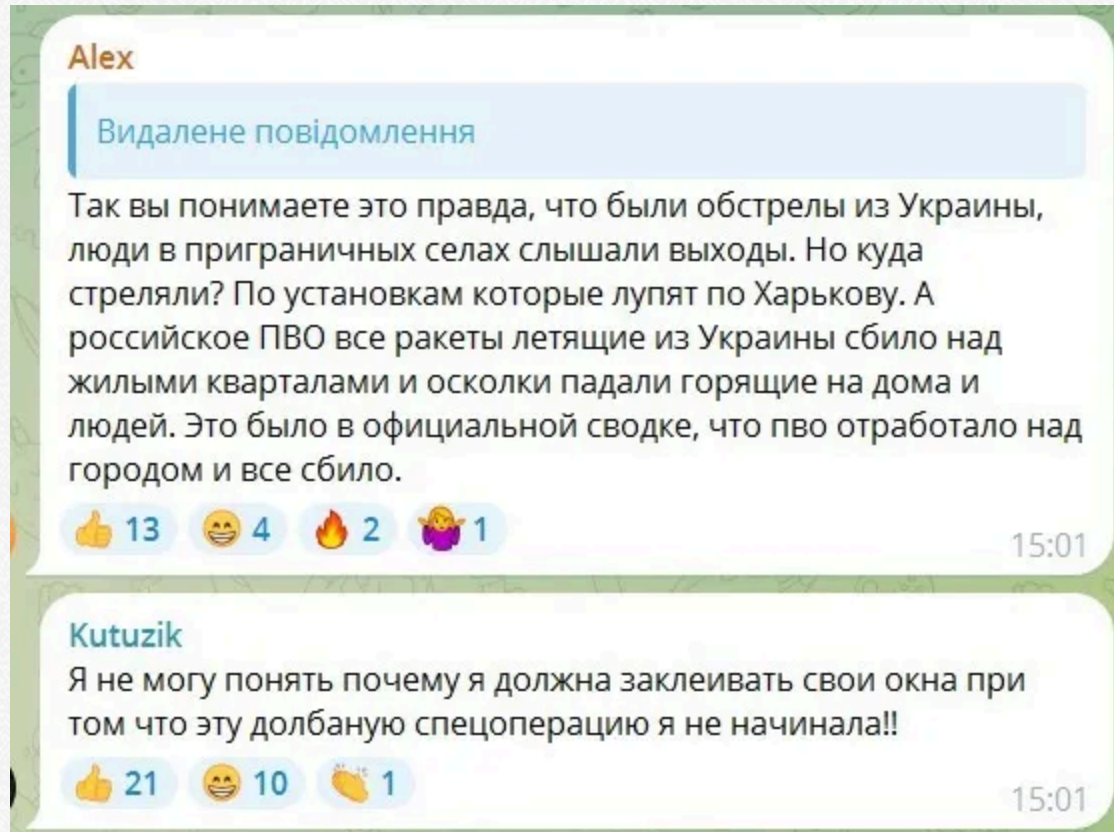 Alex
Видалене повідомлення
Так вы понимаете это правда, что были обстрелы из Украины,
люди в приграничных селах слышали выходы. Но куда
стреляли? По установкам которые лупят по Харькову. А
российское ПВО все ракеты летящие из Украины сбило над
жилыми кварталами и осколки падали горящие на дома и
людей. Это было в официальной сводке, что пво отработало над
городом и все сбило.
👍 13 😁 4 🔥 2 🤷‍♀️ 1
15:01
Kutuzik
Я не могу понять почему я должна заклеивать свои окна при
том что эту долбаную спецоперацию я не начинала!!
👍 21 😁 10 👏 1
15:01